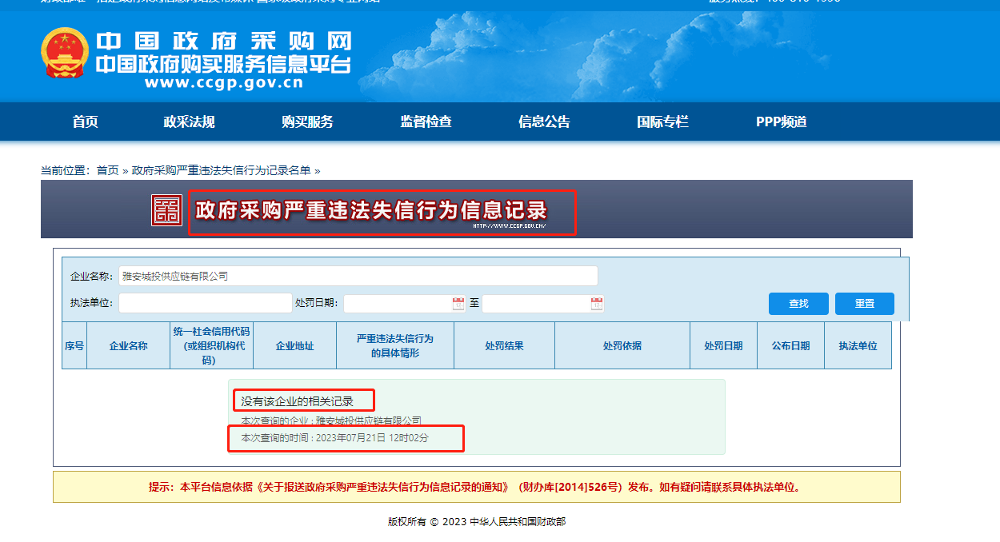 中国政府采购网
中国政府购买服务信息平台
www.ccgp.gov.cn
首页 政采法规 购买服务 监督检查 信息公告 国际专栏 PPP频道
当前位置：首页 » 政府采购严重违法失信行为记录名单 »
政府采购严重违法失信行为信息记录
HTTP://WWW.CCGP.GOV.CN/
企业名称： 雅安城投供应链有限公司
执法单位： 处罚日期： 至 查找 重置
序号 企业名称 统一社会信用代码(或组织机构代码) 企业地址 严重违法失信行为的具体情形 处罚结果 处罚依据 处罚日期 公布日期 执法单位
没有该企业的相关记录
本次查询的企业 : 雅安城投供应链有限公司
本次查询的时间 : 2023年07月21日 12时02分
提示：本平台信息依据《关于报送政府采购严重违法失信行为信息记录的通知》（财办库[2014]526号）发布。如有疑问请联系具体执法单位。
版权所有 © 2023 中华人民共和国财政部